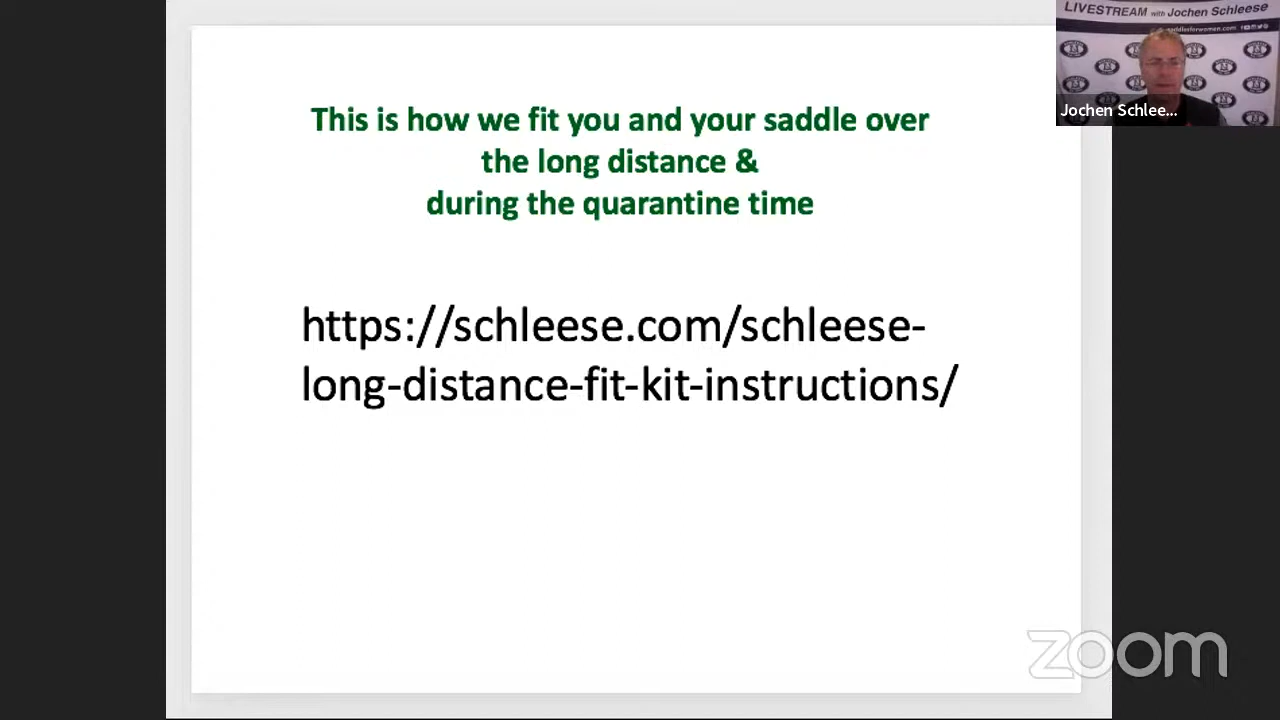 LIVESTREAM with Jochen Schleese
Jochen Schlee...
This is how we fit you and your saddle over
the long distance &
during the quarantine time
https://schleese.com/schleese-
long-distance-fit-kit-instructions/
zoom